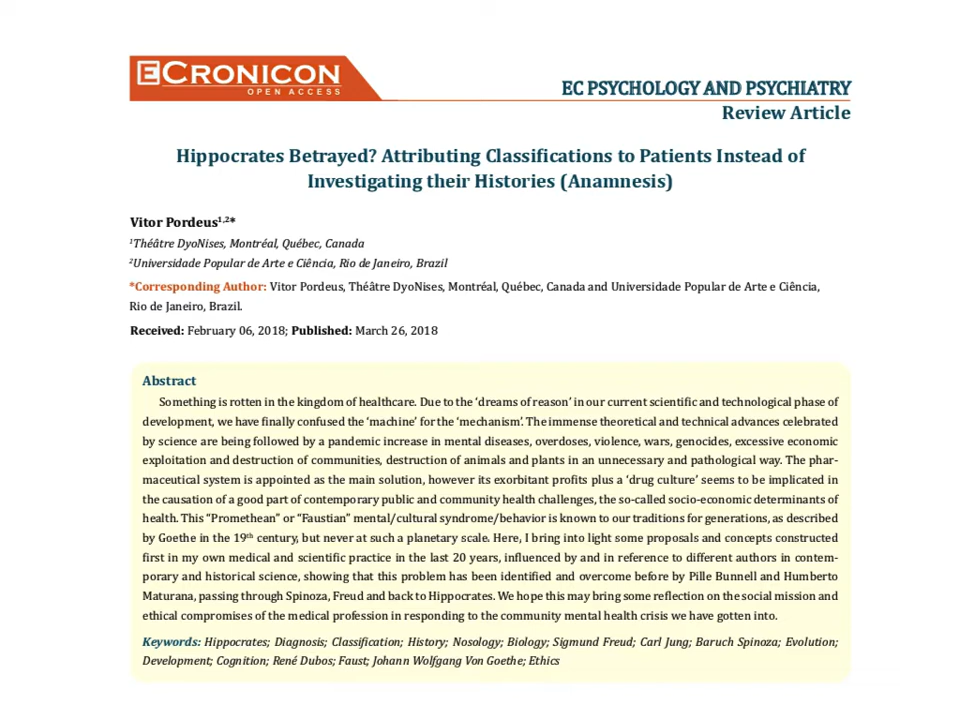 ECRONICON
OPEN ACCESS
EC PSYCHOLOGY AND PSYCHIATRY
Review Article
Hippocrates Betrayed? Attributing Classifications to Patients Instead of
Investigating their Histories (Anamnesis)
Vitor Pordeus1,2*
1Théâtre DyoNises, Montréal, Québec, Canada
2Universidade Popular de Arte e Ciência, Rio de Janeiro, Brazil
*Corresponding Author: Vitor Pordeus, Théâtre DyoNises, Montréal, Québec, Canada and Universidade Popular de Arte e Ciência,
Rio de Janeiro, Brazil.
Received: February 06, 2018; Published: March 26, 2018
Abstract
Something is rotten in the kingdom of healthcare. Due to the ‘dreams of reason’ in our current scientific and technological phase of
development, we have finally confused the ‘machine’ for the ‘mechanism’. The immense theoretical and technical advances celebrated
by science are being followed by a pandemic increase in mental diseases, overdoses, violence, wars, genocides, excessive economic
exploitation and destruction of communities, destruction of animals and plants in an unnecessary and pathological way. The phar-
maceutical system is appointed as the main solution, however its exorbitant profits plus a ‘drug culture’ seems to be implicated in
the causation of a good part of contemporary public and community health challenges, the so-called socio-economic determinants of
health. This “Promethean” or “Faustian” mental/cultural syndrome/behavior is known to our traditions for generations, as described
by Goethe in the 19th century, but never at such a planetary scale. Here, I bring into light some proposals and concepts constructed
first in my own medical and scientific practice in the last 20 years, influenced by and in reference to different authors in contem-
porary and historical science, showing that this problem has been identified and overcome before by Pille Bunnell and Humberto
Maturana, passing through Spinoza, Freud and back to Hippocrates. We hope this may bring some reflection on the social mission and
ethical compromises of the medical profession in responding to the community mental health crisis we have gotten into.
Keywords: Hippocrates; Diagnosis; Classification; History; Nosology; Biology; Sigmund Freud; Carl Jung; Baruch Spinoza; Evolution;
Development; Cognition; René Dubos; Faust; Johann Wolfgang Von Goethe; Ethics